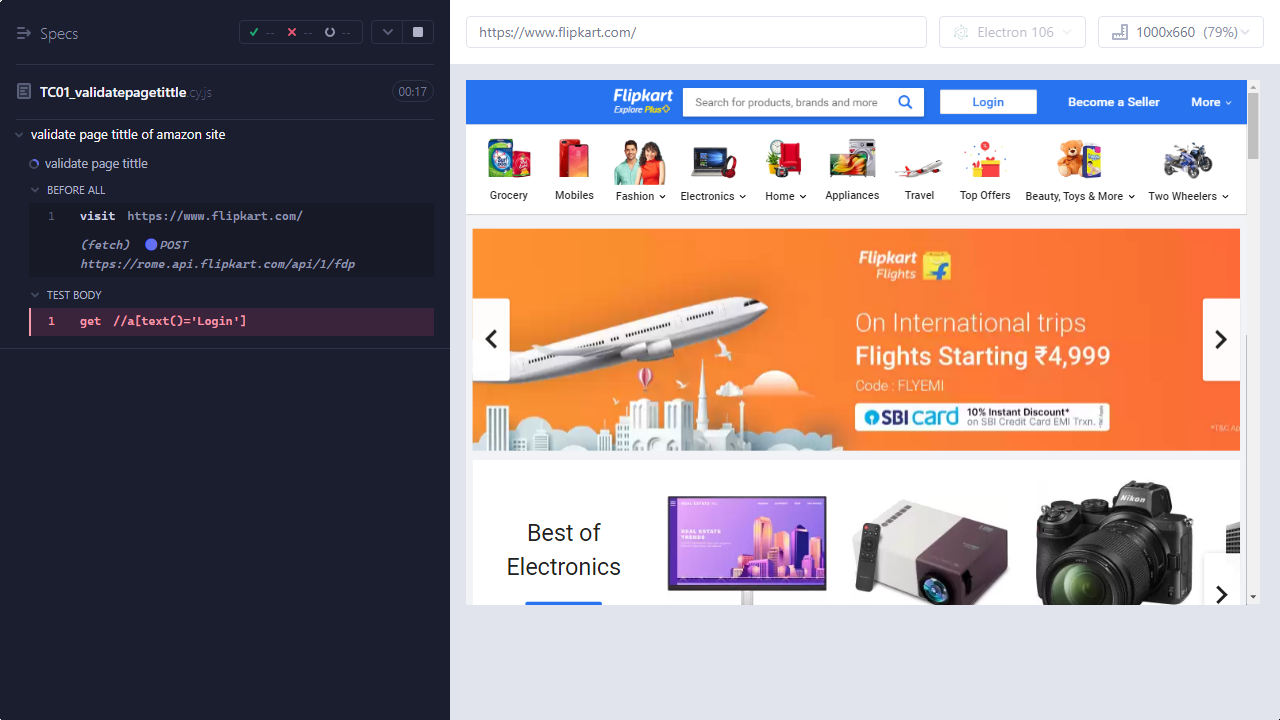 Specs
--
--
--
TC01_validatepagetittle.cy.js
00:17
validate page tittle of amazon site
validate page tittle
BEFORE ALL
1 visit https://www.flipkart.com/
(fetch) POST
https://rome.api.flipkart.com/api/1/fdp
TEST BODY
1 get //a[text()='Login']
https://www.flipkart.com/
Electron 106
1000x660 (79%)
Flipkart
Explore Plus
Search for products, brands and more
Login
Become a Seller
More
Grocery
Mobiles
Fashion
Electronics
Home
Appliances
Travel
Top Offers
Beauty, Toys & More
Two Wheelers
Flipkart
Flights
On International trips
Flights Starting ₹4,999
Code : FLYEMI
SBI card
10% Instant Discount*
on SBI Credit Card EMI Trxn.
Best of
Electronics
REAL ESTATE
TRENDS
Nikon